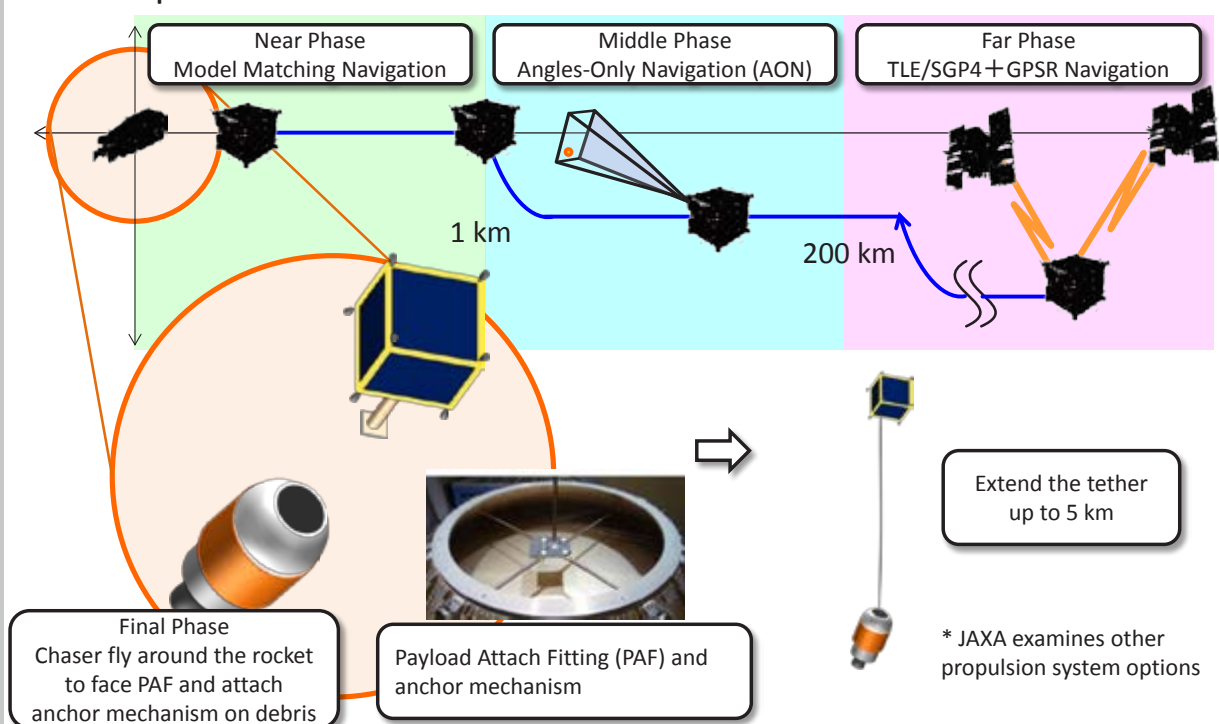 Near Phase
Model Matching Navigation
Middle Phase
Angles-Only Navigation (AON)
Far Phase
TLE/SGP4＋GPSR Navigation
1 km
200 km
Extend the tether
up to 5 km
Final Phase
Chaser fly around the rocket
to face PAF and attach
anchor mechanism on debris
Payload Attach Fitting (PAF) and
anchor mechanism
* JAXA examines other
propulsion system options